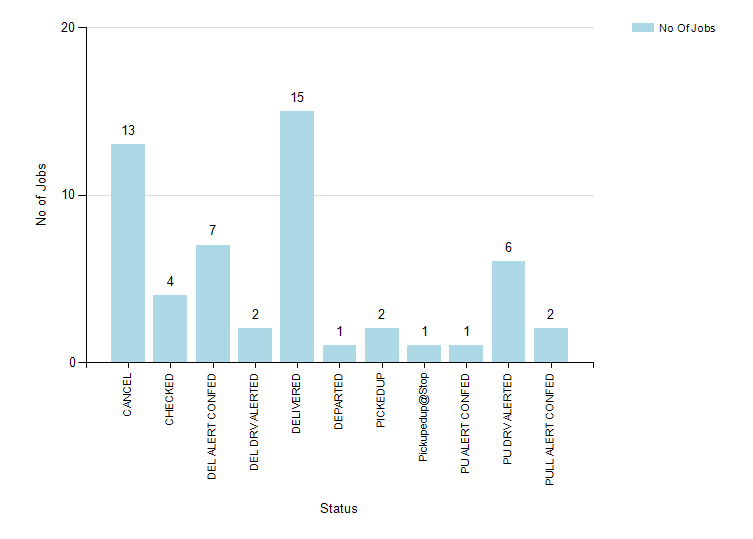 20
No Of Jobs
15
13
No of Jobs
10
7
6
4
2
2
2
1
1
1
0
CANCEL
CHECKED
DEL ALERT CONFED
DEL DRV ALERTED
DELIVERED
DEPARTED
PICKEDUP
Pickupedup@Stop
PU ALERT CONFED
PU DRV ALERTED
PULL ALERT CONFED
Status